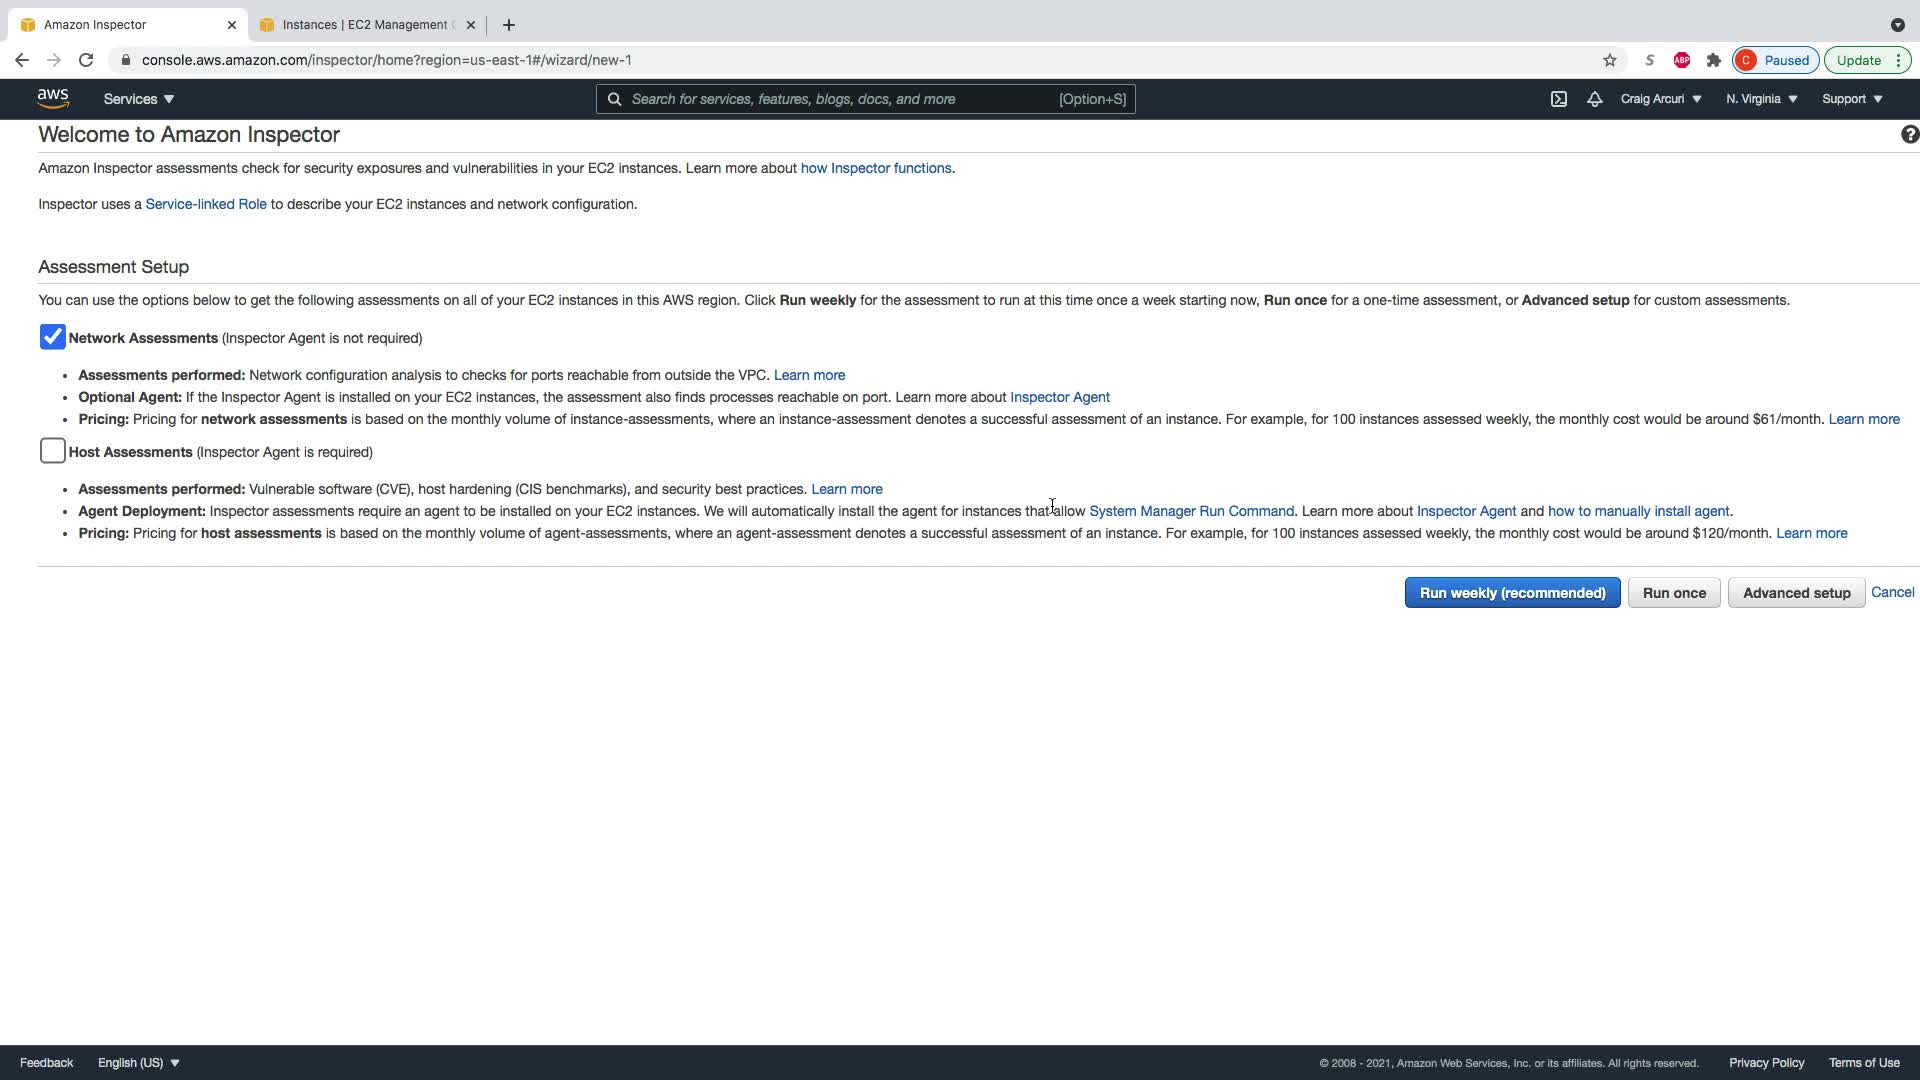 Amazon Inspector
Instances | EC2 Management
console.aws.amazon.com/inspector/home?region=us-east-1#/wizard/new-1
S
ABP
C Paused
Update
aws
Services
Search for services, features, blogs, docs, and more [Option+S]
Craig Arcuri
N. Virginia
Support
Welcome to Amazon Inspector
?
Amazon Inspector assessments check for security exposures and vulnerabilities in your EC2 instances. Learn more about how Inspector functions.
Inspector uses a Service-linked Role to describe your EC2 instances and network configuration.
Assessment Setup
You can use the options below to get the following assessments on all of your EC2 instances in this AWS region. Click Run weekly for the assessment to run at this time once a week starting now, Run once for a one-time assessment, or Advanced setup for custom assessments.
Network Assessments (Inspector Agent is not required)
• Assessments performed: Network configuration analysis to checks for ports reachable from outside the VPC. Learn more
• Optional Agent: If the Inspector Agent is installed on your EC2 instances, the assessment also finds processes reachable on port. Learn more about Inspector Agent
• Pricing: Pricing for network assessments is based on the monthly volume of instance-assessments, where an instance-assessment denotes a successful assessment of an instance. For example, for 100 instances assessed weekly, the monthly cost would be around $61/month. Learn more
Host Assessments (Inspector Agent is required)
• Assessments performed: Vulnerable software (CVE), host hardening (CIS benchmarks), and security best practices. Learn more
• Agent Deployment: Inspector assessments require an agent to be installed on your EC2 instances. We will automatically install the agent for instances that allow System Manager Run Command. Learn more about Inspector Agent and how to manually install agent.
• Pricing: Pricing for host assessments is based on the monthly volume of agent-assessments, where an agent-assessment denotes a successful assessment of an instance. For example, for 100 instances assessed weekly, the monthly cost would be around $120/month. Learn more
Run weekly (recommended)
Run once
Advanced setup
Cancel
Feedback
English (US)
© 2008 - 2021, Amazon Web Services, Inc. or its affiliates. All rights reserved.
Privacy Policy
Terms of Use